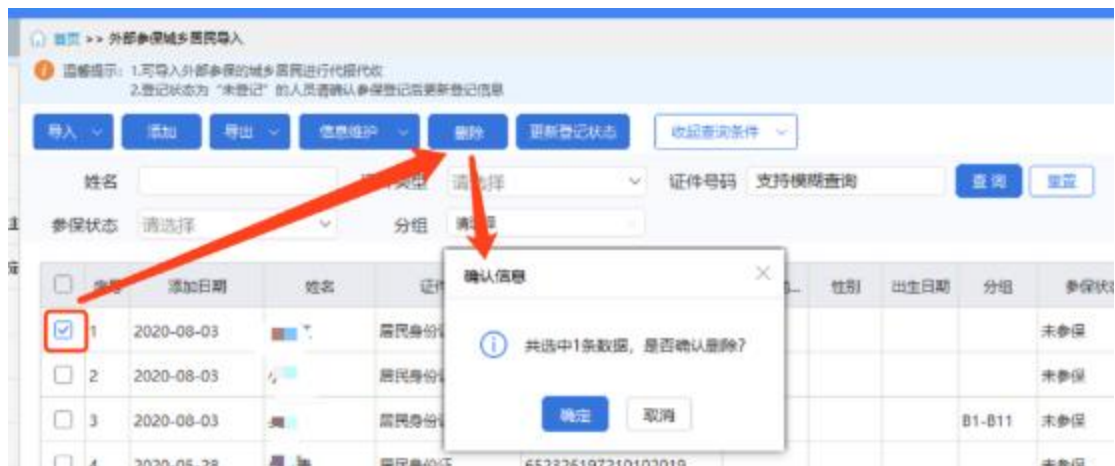 首页 >> 外部参保城乡居民导入
温馨提示：1.可导入外部参保的城乡居民进行代报代收
2.登记状态为“未登记”的人员请确认参保登记后更新登记信息
导入 添加 导出 信息维护 删除 更新登记状态 收起查询条件
姓名 类型 请选择 证件号码 支持模糊查询 查询 重置
参保状态 请选择 分组 请选择
添加日期 姓名 证件 性别 出生日期 分组 参保状态
确认信息
1 2020-08-03 居民身份证 未参保
共选中1条数据，是否确认删除？
2 2020-08-03 居民身份证 未参保
确定 取消
3 2020-08-03 居民身份证 B1-B11 未参保
4 2020-05-28 居民身份证 652325197210102019 未参保